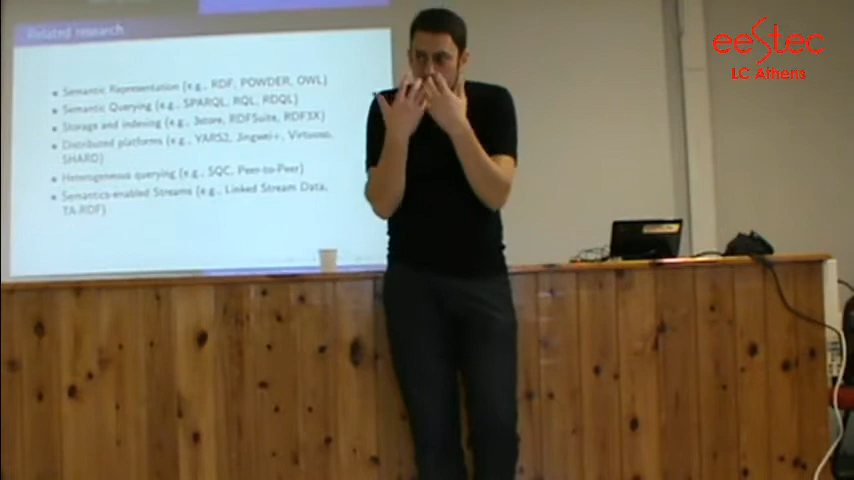 Related research
Semantic Representation (e.g., RDF, POWDER, OWL)
Semantic Querying (e.g., SPARQL, RQL, RDQL)
Storage and indexing (e.g., 3store, RDFSuite, RDF3X)
Distributed platforms (e.g., YARS2, Jingwei+, Virtuoso,
SHARD)
Heterogeneous querying (e.g., SQC, Peer-to-Peer)
Semantics-enabled Streams (e.g., Linked Stream Data,
TA-RDF)
eeStec
LC Athens